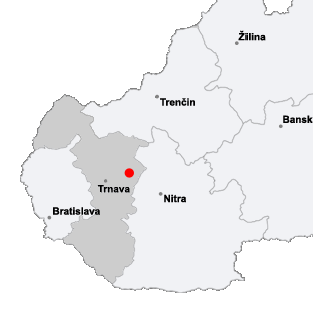 Žilina
Trenčín
Bansk
Trnava
Nitra
Bratislava